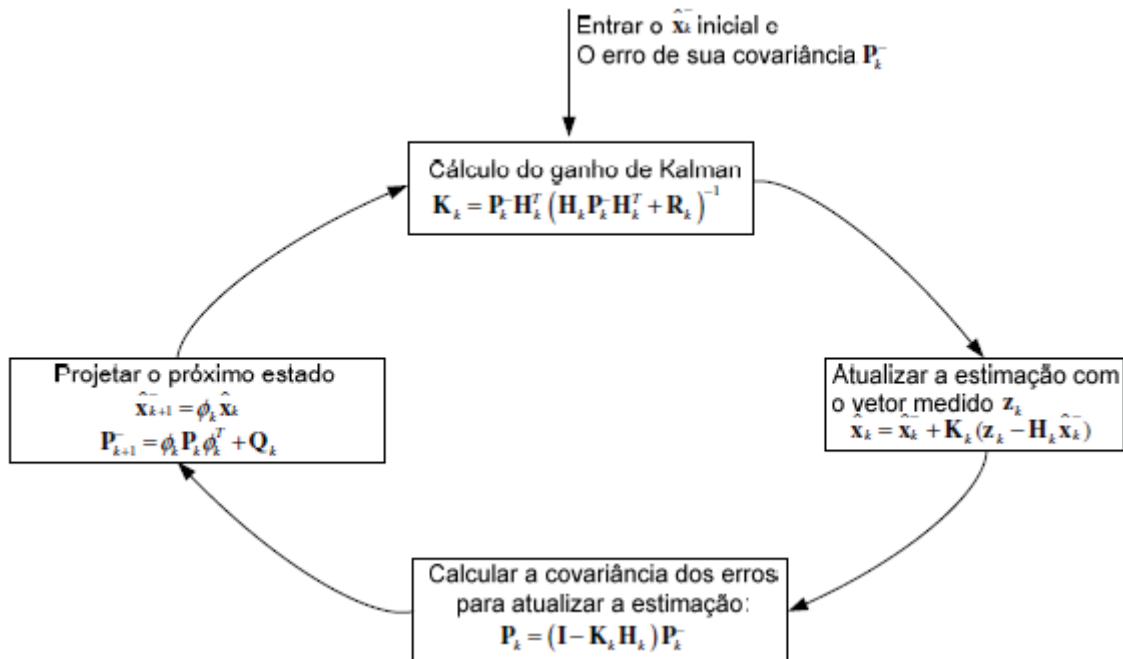 Entrar o x̂ₖ⁻ inicial e
O erro de sua covariância Pₖ⁻
Cálculo do ganho de Kalman
Kₖ = Pₖ⁻Hₖᵀ(HₖPₖ⁻Hₖᵀ + Rₖ)⁻¹
Atualizar a estimação com
o vetor medido zₖ
x̂ₖ = x̂ₖ⁻ + Kₖ(zₖ − Hₖx̂ₖ⁻)
Calcular a covariância dos erros
para atualizar a estimação:
Pₖ = (I − KₖHₖ)Pₖ⁻
Projetar o próximo estado
x̂ₖ₊₁⁻ = ϕₖx̂ₖ
Pₖ₊₁⁻ = ϕₖPₖϕₖᵀ + Qₖ